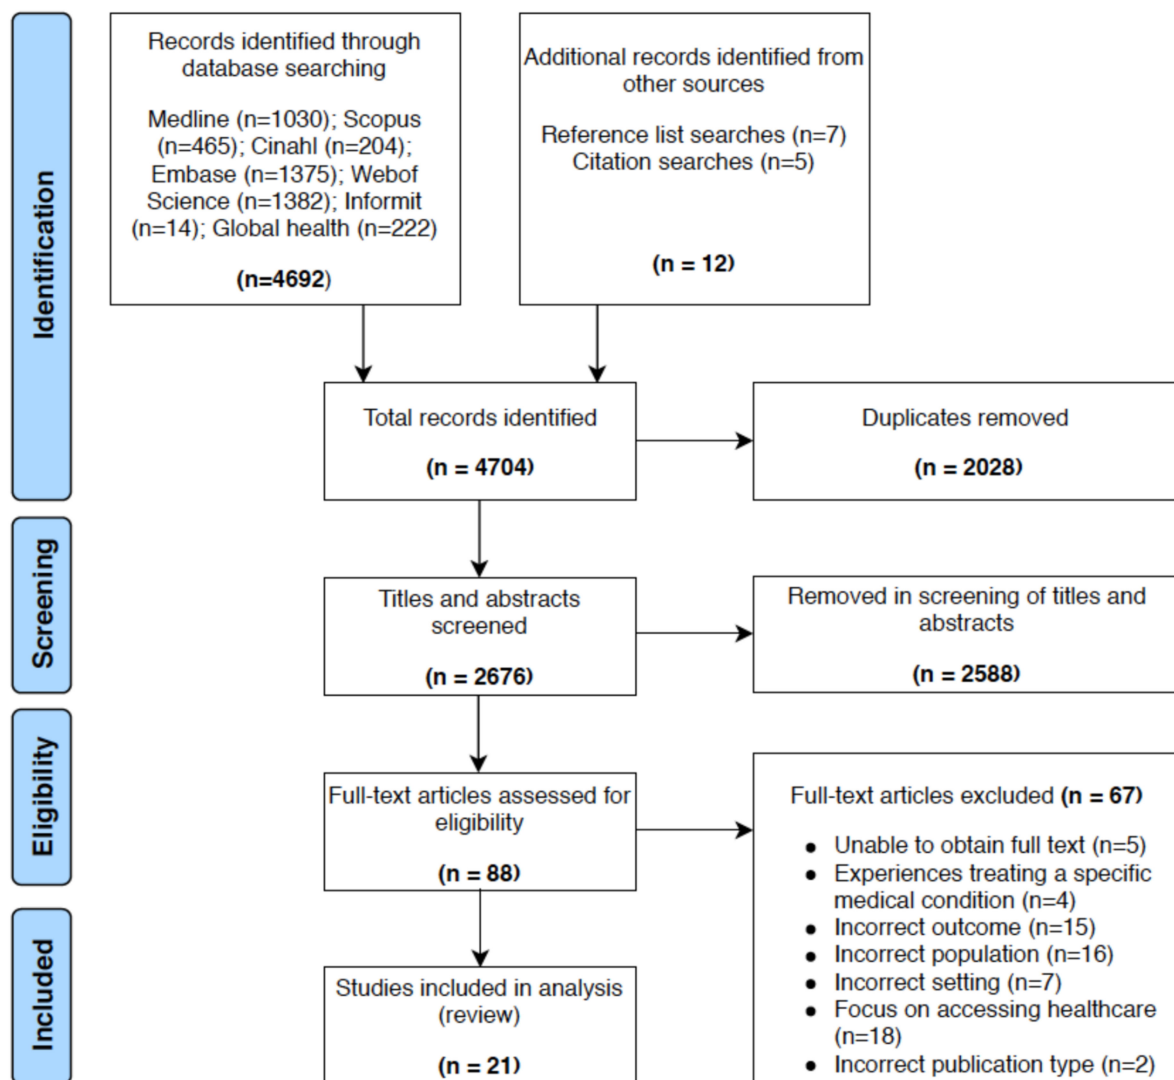 Identification
Records identified through
database searching
Medline (n=1030); Scopus
(n=465); Cinahl (n=204);
Embase (n=1375); Webof
Science (n=1382); Informit
(n=14); Global health (n=222)
(n=4692)
Additional records identified from
other sources
Reference list searches (n=7)
Citation searches (n=5)
(n = 12)
Total records identified
(n = 4704)
Duplicates removed
(n = 2028)
Screening
Titles and abstracts
screened
(n = 2676)
Removed in screening of titles and
abstracts
(n = 2588)
Eligibility
Full-text articles assessed for
eligibility
(n = 88)
Full-text articles excluded (n = 67)
● Unable to obtain full text (n=5)
● Experiences treating a specific
medical condition (n=4)
● Incorrect outcome (n=15)
● Incorrect population (n=16)
● Incorrect setting (n=7)
● Focus on accessing healthcare
(n=18)
● Incorrect publication type (n=2)
Included
Studies included in analysis
(review)
(n = 21)